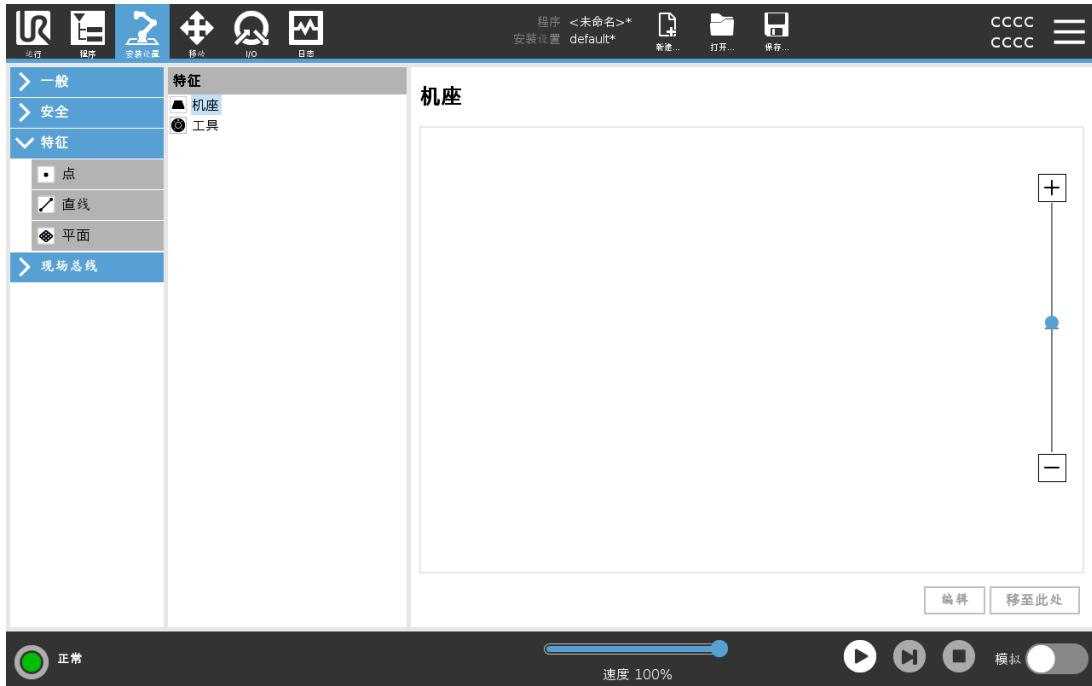 UR
运行
程序
安装设置
移动
I/O
日志
程序 <未命名>*
安装设置 default*
新建...
打开...
保存...
CCCC
CCCC
一般
安全
特征
点
直线
平面
现场总线
特征
机座
工具
机座
编辑
移至此处
正常
速度 100%
模拟